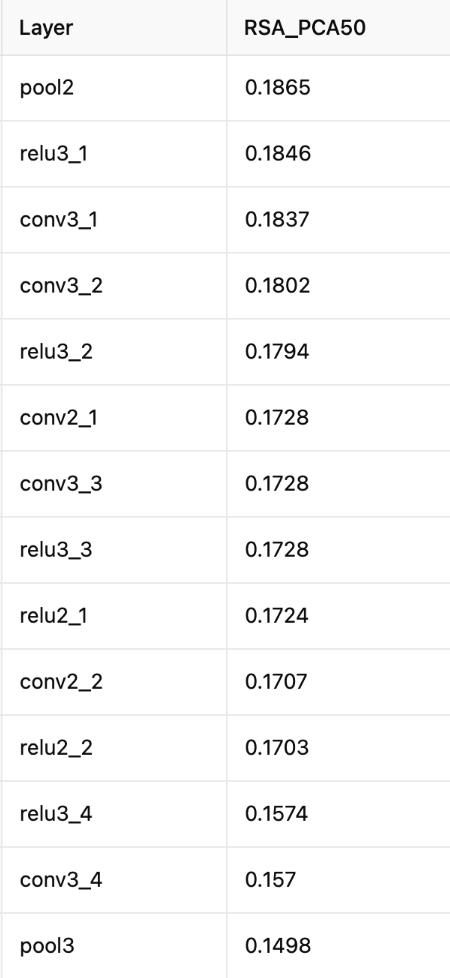 Layer RSA_PCA50
pool2 0.1865
relu3_1 0.1846
conv3_1 0.1837
conv3_2 0.1802
relu3_2 0.1794
conv2_1 0.1728
conv3_3 0.1728
relu3_3 0.1728
relu2_1 0.1724
conv2_2 0.1707
relu2_2 0.1703
relu3_4 0.1574
conv3_4 0.157
pool3 0.1498